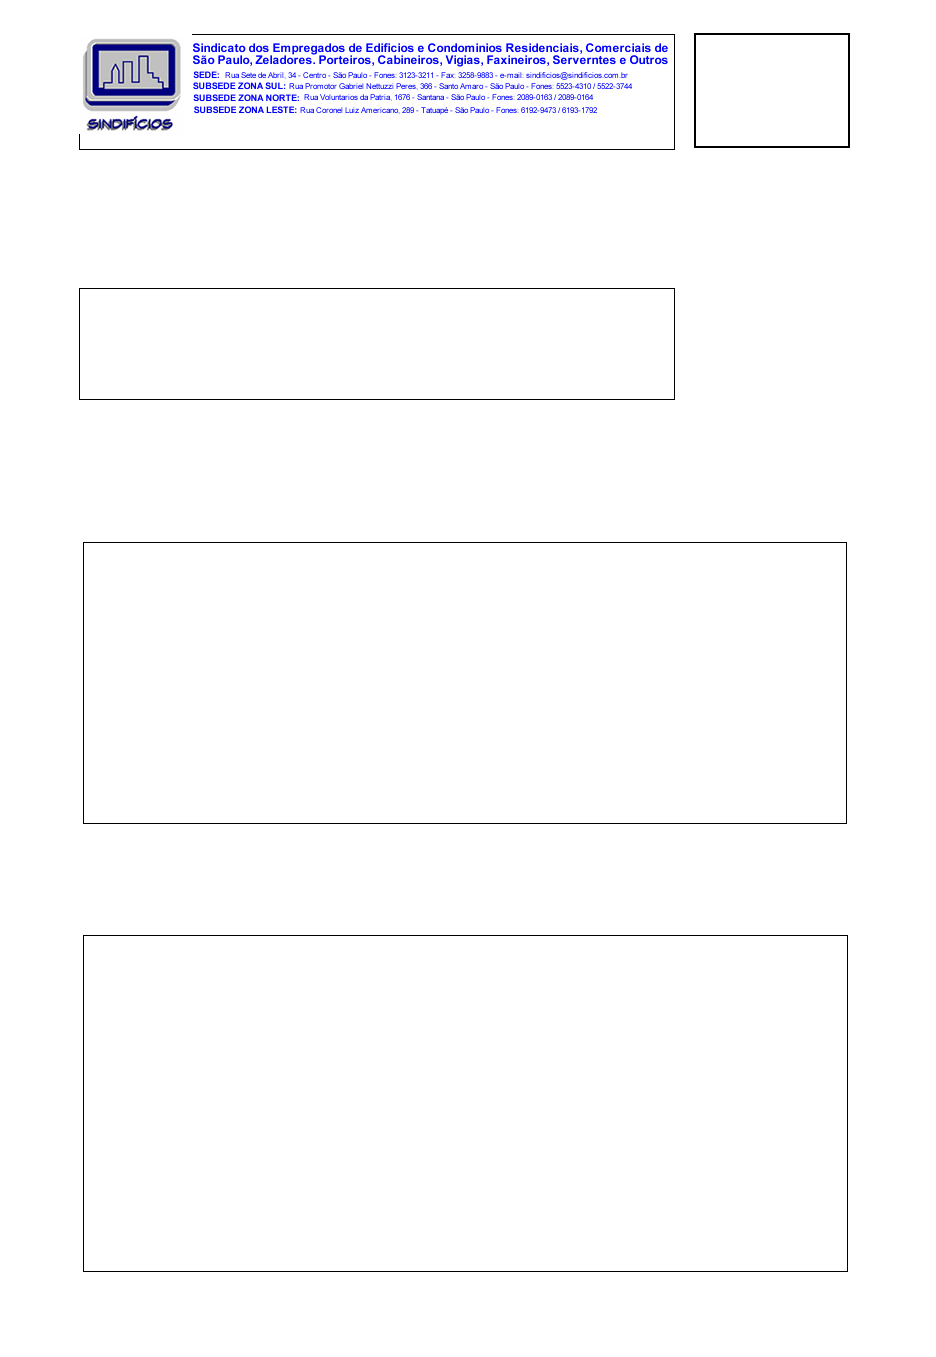 Sindicato dos Empregados de Edificios e Condominios Residenciais, Comerciais de
São Paulo, Zeladores. Porteiros, Cabineiros, Vigias, Faxineiros, Serverntes e Outros
SEDE: Rua Sete de Abril, 34 - Centro - São Paulo - Fones: 3123-3211 - Fax: 3258-9883 - e-mail: sindificios@sindificios.com.br
SUBSEDE ZONA SUL: Rua Promotor Gabriel Nettuzzi Peres, 366 - Santo Amaro - São Paulo - Fones: 5523-4310 / 5522-3744
SUBSEDE ZONA NORTE: Rua Voluntarios da Patria, 1676 - Santana - São Paulo - Fones: 2089-0163 / 2089-0164
SUBSEDE ZONA LESTE: Rua Coronel Luiz Americano, 289 - Tatuapé - São Paulo - Fones: 6192-9473 / 6193-1792
SINDIFÍCIOS